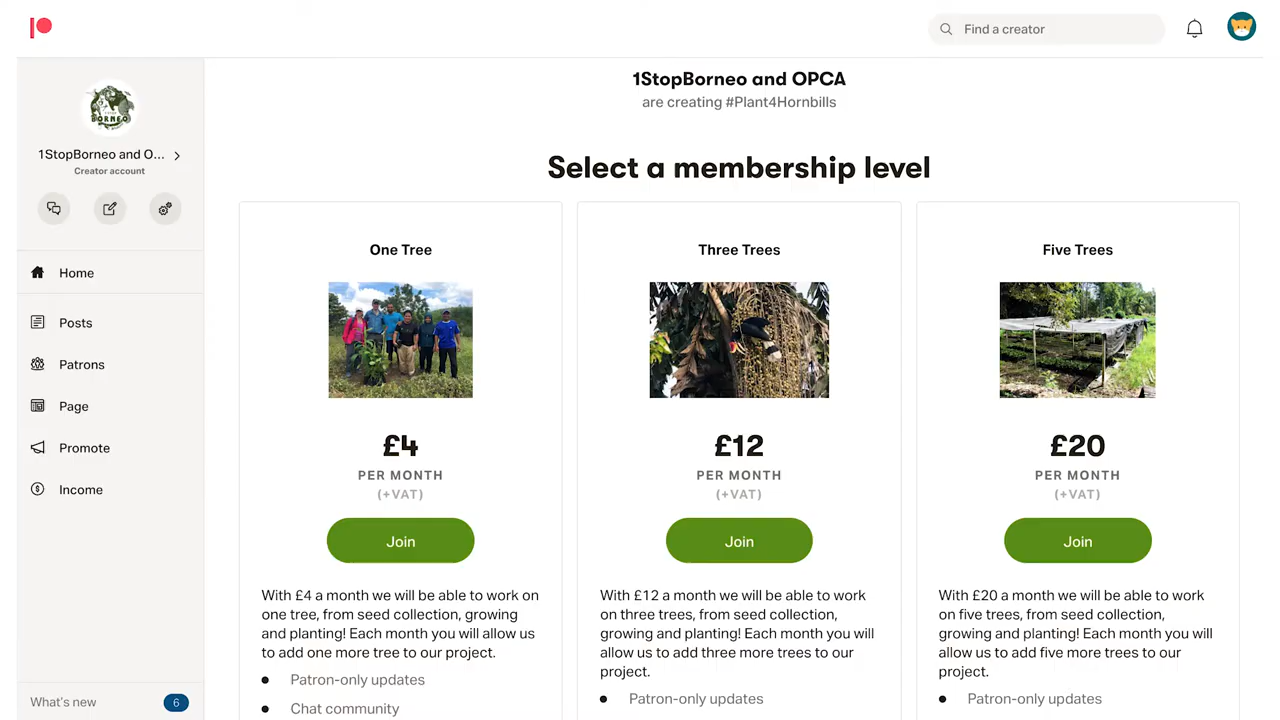 Find a creator
BORNEO
1StopBorneo and O...
Creator account
Home
Posts
Patrons
Page
Promote
Income
What's new
6
1StopBorneo and OPCA
are creating #Plant4Hornbills
Select a membership level
One Tree
£4
PER MONTH
(+VAT)
Join
With £4 a month we will be able to work on
one tree, from seed collection, growing
and planting! Each month you will allow us
to add one more tree to our project.
Patron-only updates
Chat community
Three Trees
£12
PER MONTH
(+VAT)
Join
With £12 a month we will be able to work
on three trees, from seed collection,
growing and planting! Each month you will
allow us to add three more trees to our
project.
Patron-only updates
Five Trees
£20
PER MONTH
(+VAT)
Join
With £20 a month we will be able to work
on five trees, from seed collection,
growing and planting! Each month you will
allow us to add five more trees to our
project.
Patron-only updates